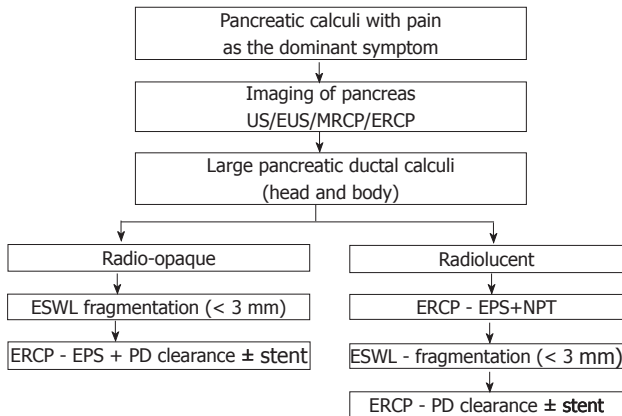 Pancreatic calculi with pain
as the dominant symptom
Imaging of pancreas
US/EUS/MRCP/ERCP
Large pancreatic ductal calculi
(head and body)
Radio-opaque
ESWL fragmentation (< 3 mm)
ERCP - EPS + PD clearance ± stent
Radiolucent
ERCP - EPS+NPT
ESWL - fragmentation (< 3 mm)
ERCP - PD clearance ± stent